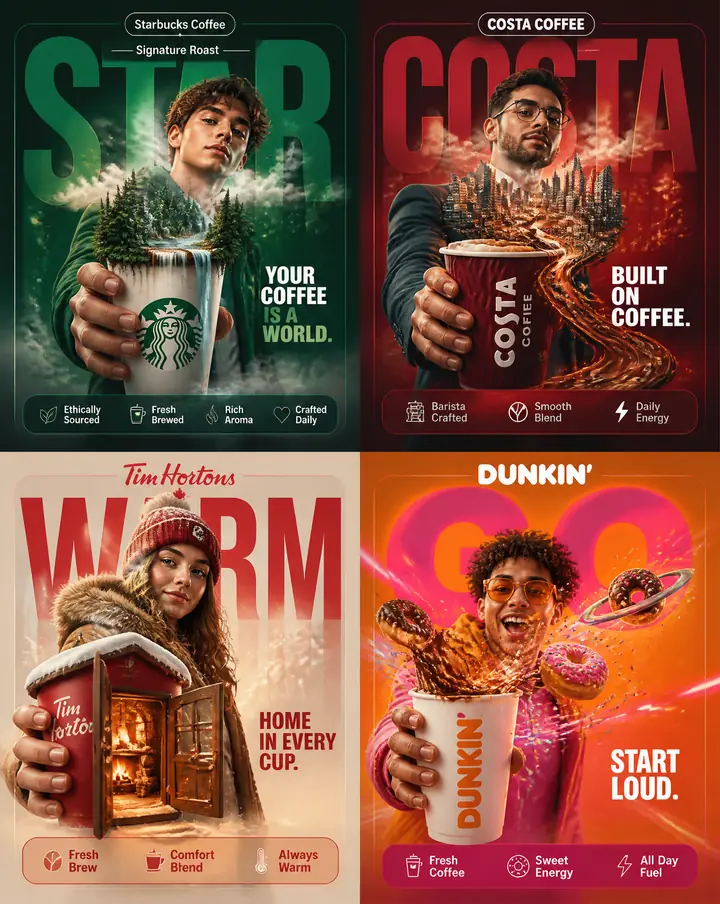 Starbucks Coffee
Signature Roast
STAR
YOUR
COFFEE
IS A
WORLD.
Ethically
Sourced
Fresh
Brewed
Rich
Aroma
Crafted
Daily
COSTA COFFEE
COSTA
COSTA
COFIEE
BUILT
ON
COFFEE.
Barista
Crafted
Smooth
Blend
Daily
Energy
Tim Hortons
WARM
Tim
Horton
HOME
IN EVERY
CUP.
Fresh
Brew
Comfort
Blend
Always
Warm
DUNKIN'
GO
DUNKIN'
START
LOUD.
Fresh
Coffee
Sweet
Energy
All Day
Fuel